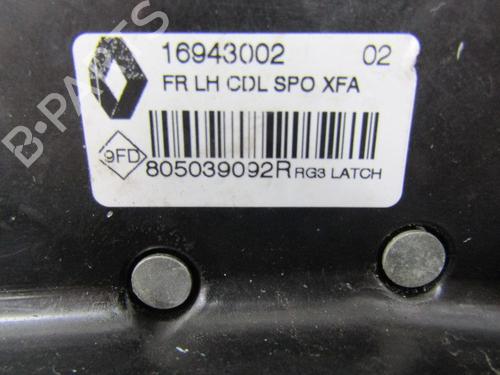 16943002 02
FR LH CDL SPO XFA
9FD
805039092R RG3 LATCH
B-PARTS